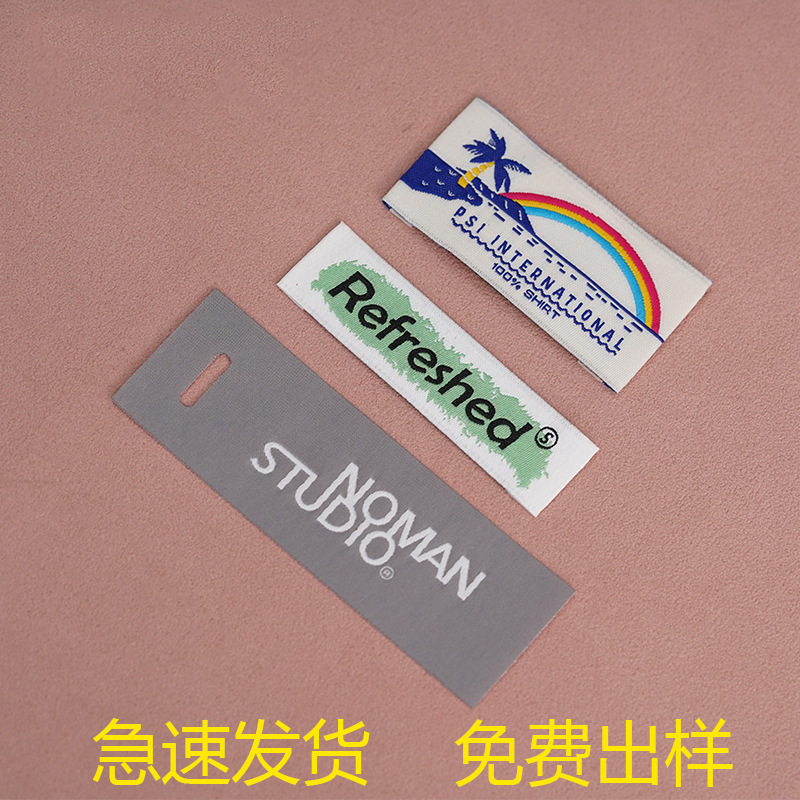 PSI INTERNATIONAL
100% SHIRT
Refreshed Ⓢ
NOMAN
STUDIO®
急速发货 免费出样